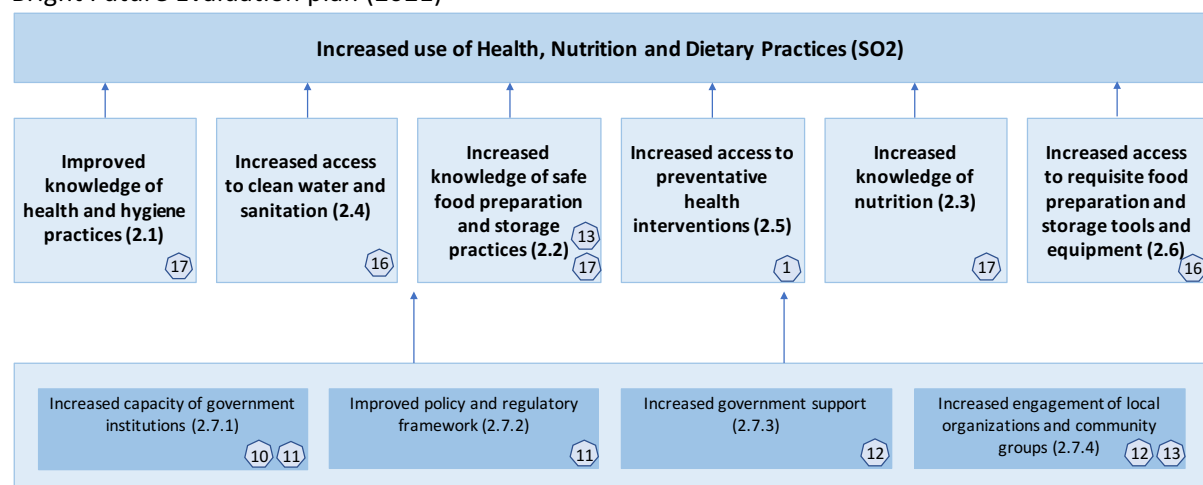 Bright Future Evaluation plan (2021)
Increased use of Health, Nutrition and Dietary Practices (SO2)
Improved
knowledge of
health and hygiene
practices (2.1)
17
Increased access
to clean water and
sanitation (2.4)
16
Increased
knowledge of safe
food preparation
and storage
practices (2.2)
13
17
Increased access to
preventative
health
interventions (2.5)
1
Increased
knowledge of
nutrition (2.3)
17
Increased access
to requisite food
preparation and
storage tools and
equipment (2.6)
16
Increased capacity of government
institutions (2.7.1)
10 11
Improved policy and regulatory
framework (2.7.2)
11
Increased government support
(2.7.3)
12
Increased engagement of local
organizations and community
groups (2.7.4)
12 13